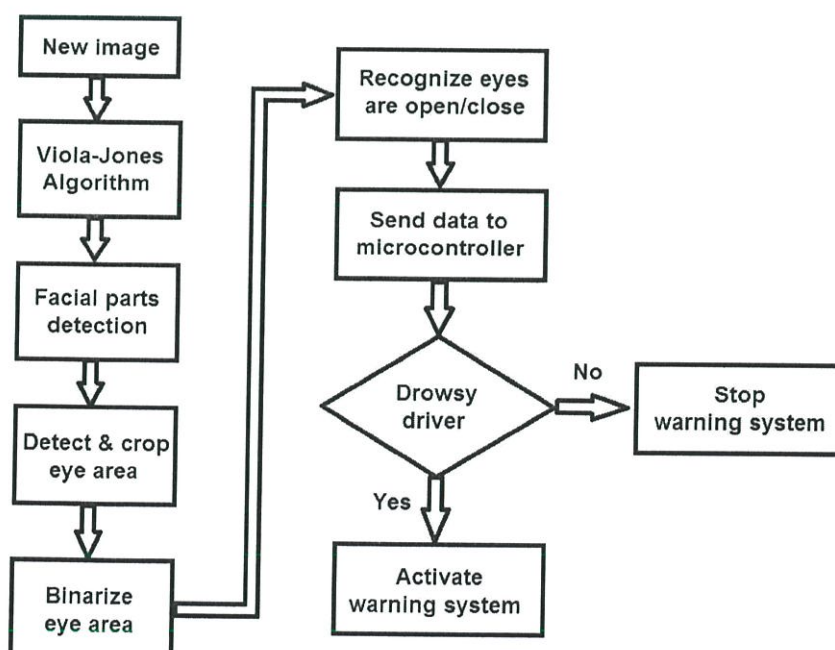 New image
Viola-Jones
Algorithm
Facial parts
detection
Detect & crop
eye area
Binarize
eye area
Recognize eyes
are open/close
Send data to
microcontroller
Drowsy
driver
No
Stop
warning system
Yes
Activate
warning system